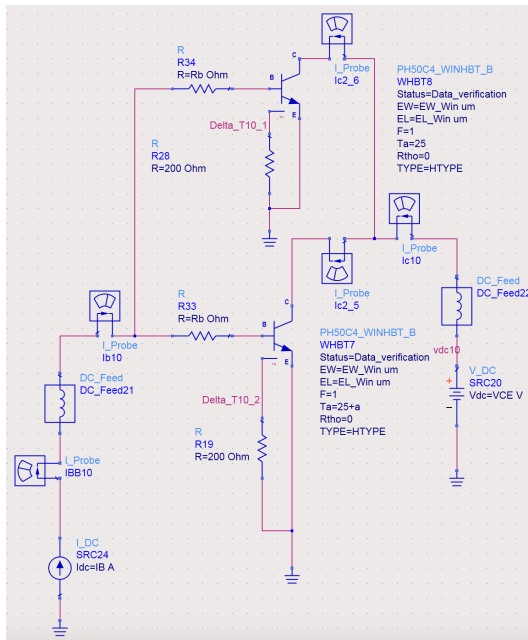 R
R34
R=Rb Ohm
B
C
E
I_Probe
Ic2_6
PH50C4_WINHBT_B
WHBT8
Status=Data_verification
EW=EW_Win um
EL=EL_Win um
F=1
Ta=25
Rtho=0
TYPE=HTYPE
Delta_T10_1
R
R28
R=200 Ohm
I_Probe
Ic10
I_Probe
Ic2_5
DC_Feed
DC_Feed22
R
R33
R=Rb Ohm
B
C
E
I_Probe
Ib10
PH50C4_WINHBT_B
WHBT7
Status=Data_verification
EW=EW_Win um
EL=EL_Win um
F=1
Ta=25+a
Rtho=0
TYPE=HTYPE
vdc10
V_DC
SRC20
Vdc=VCE V
+
−
DC_Feed
DC_Feed21
Delta_T10_2
R
R19
R=200 Ohm
I_Probe
IBB10
I_DC
SRC24
Idc=IB A